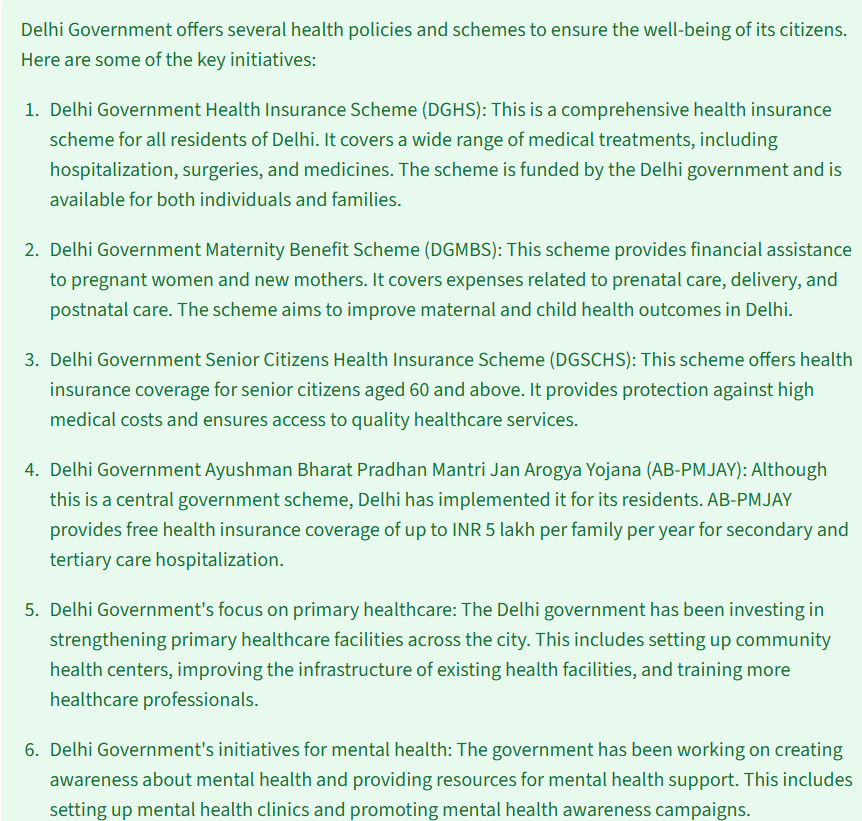 Delhi Government offers several health policies and schemes to ensure the well-being of its citizens.
Here are some of the key initiatives:
1. Delhi Government Health Insurance Scheme (DGHS): This is a comprehensive health insurance
scheme for all residents of Delhi. It covers a wide range of medical treatments, including
hospitalization, surgeries, and medicines. The scheme is funded by the Delhi government and is
available for both individuals and families.
2. Delhi Government Maternity Benefit Scheme (DGMBS): This scheme provides financial assistance
to pregnant women and new mothers. It covers expenses related to prenatal care, delivery, and
postnatal care. The scheme aims to improve maternal and child health outcomes in Delhi.
3. Delhi Government Senior Citizens Health Insurance Scheme (DGSCHS): This scheme offers health
insurance coverage for senior citizens aged 60 and above. It provides protection against high
medical costs and ensures access to quality healthcare services.
4. Delhi Government Ayushman Bharat Pradhan Mantri Jan Arogya Yojana (AB-PMJAY): Although
this is a central government scheme, Delhi has implemented it for its residents. AB-PMJAY
provides free health insurance coverage of up to INR 5 lakh per family per year for secondary and
tertiary care hospitalization.
5. Delhi Government's focus on primary healthcare: The Delhi government has been investing in
strengthening primary healthcare facilities across the city. This includes setting up community
health centers, improving the infrastructure of existing health facilities, and training more
healthcare professionals.
6. Delhi Government's initiatives for mental health: The government has been working on creating
awareness about mental health and providing resources for mental health support. This includes
setting up mental health clinics and promoting mental health awareness campaigns.